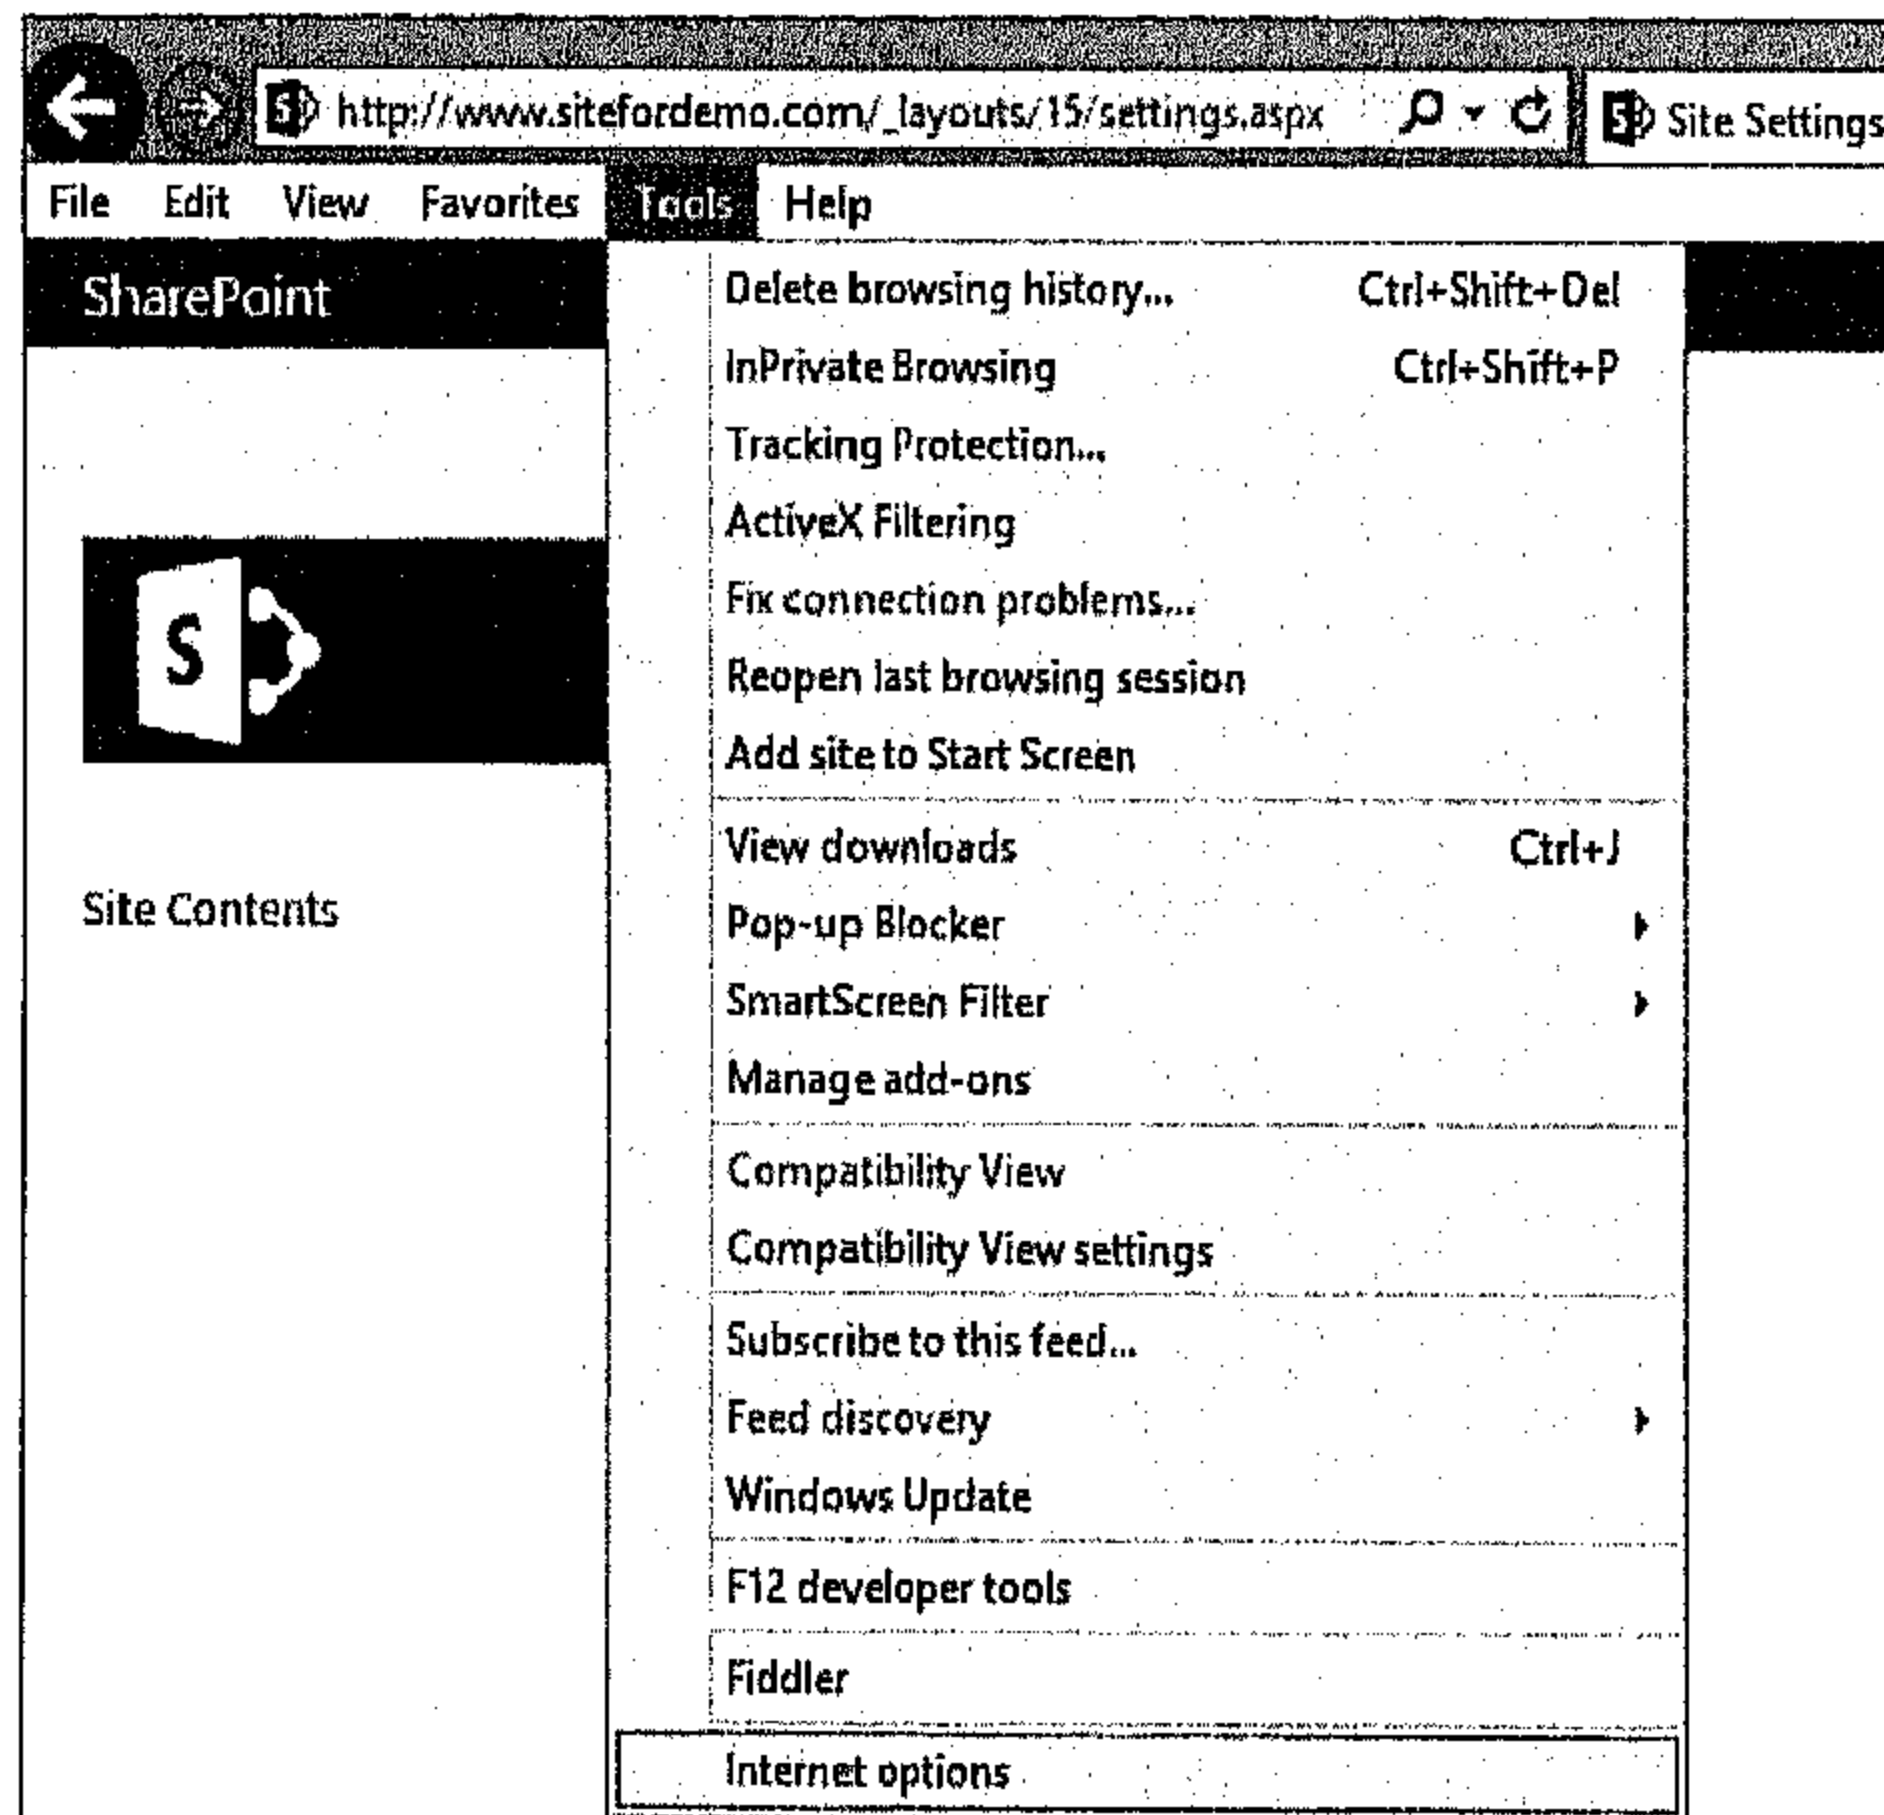 http://www.sitefordemo.com/_layouts/15/settings.aspx Site Settings
File Edit View Favorites Tools Help
SharePoint
Delete browsing history... Ctrl+Shift+Del
InPrivate Browsing Ctrl+Shift+P
Tracking Protection...
ActiveX Filtering
Fix connection problems...
Reopen last browsing session
S
Add site to Start Screen
View downloads Ctrl+J
Site Contents
Pop-up Blocker
SmartScreen Filter
Manage add-ons
Compatibility View
Compatibility View settings
Subscribe to this feed...
Feed discovery
Windows Update
F12 developer tools
Fiddler
Internet options